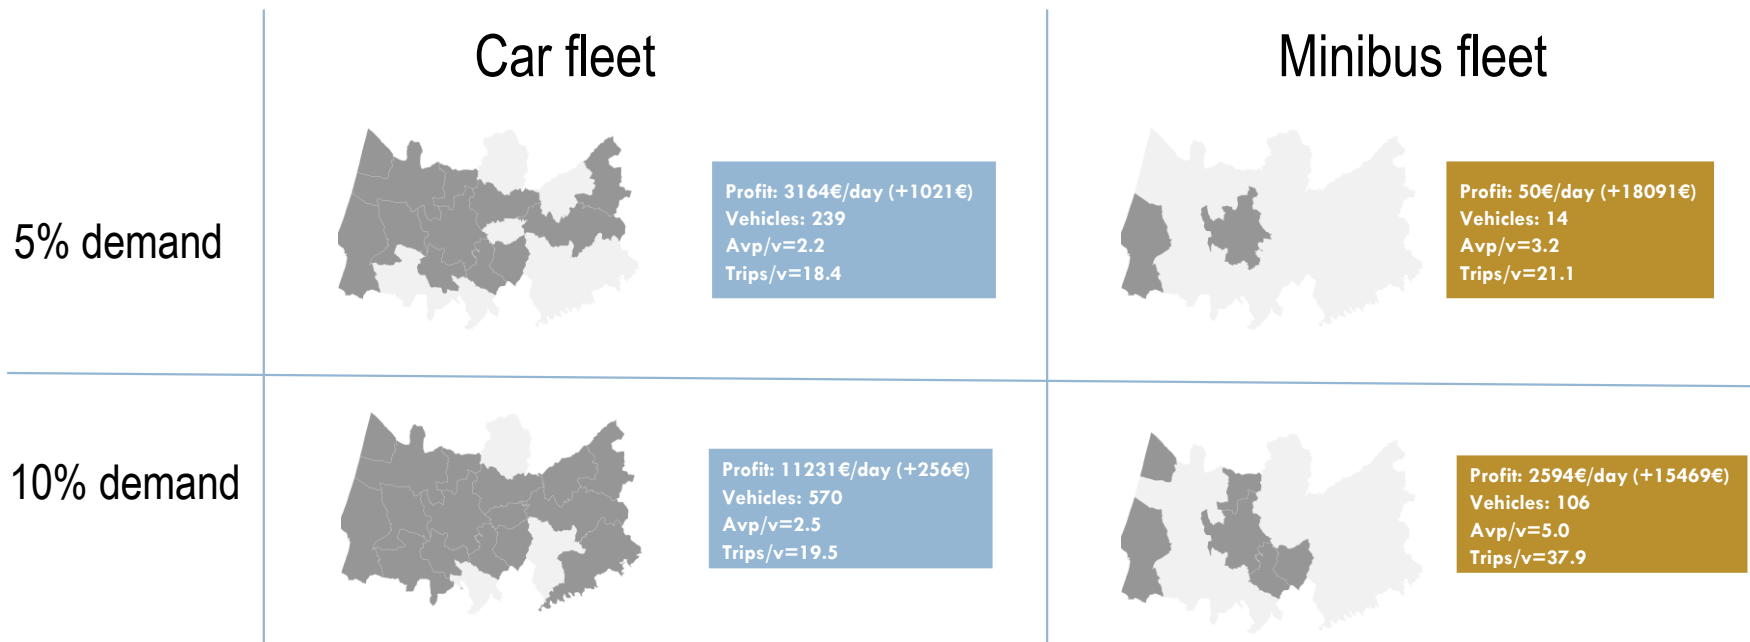 Car fleet
Minibus fleet
5% demand
Profit: 3164€/day (+1021€)
Vehicles: 239
Avp/v=2.2
Trips/v=18.4
Profit: 50€/day (+18091€)
Vehicles: 14
Avp/v=3.2
Trips/v=21.1
10% demand
Profit: 11231€/day (+256€)
Vehicles: 570
Avp/v=2.5
Trips/v=19.5
Profit: 2594€/day (+15469€)
Vehicles: 106
Avp/v=5.0
Trips/v=37.9